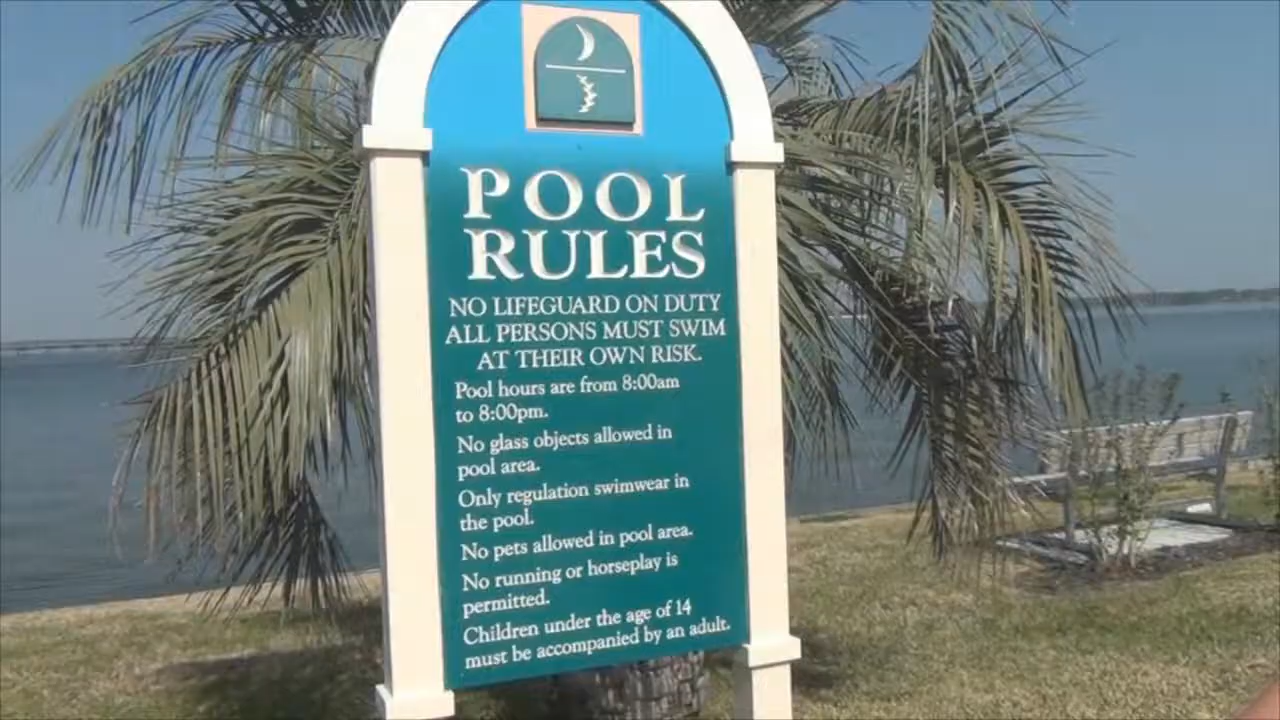 POOL
RULES
NO LIFEGUARD ON DUTY
ALL PERSONS MUST SWIM
AT THEIR OWN RISK.
Pool hours are from 8:00am
to 8:00pm.
No glass objects allowed in
pool area.
Only regulation swimwear in
the pool.
No pets allowed in pool area.
No running or horseplay is
permitted.
Children under the age of 14
must be accompanied by an adult.